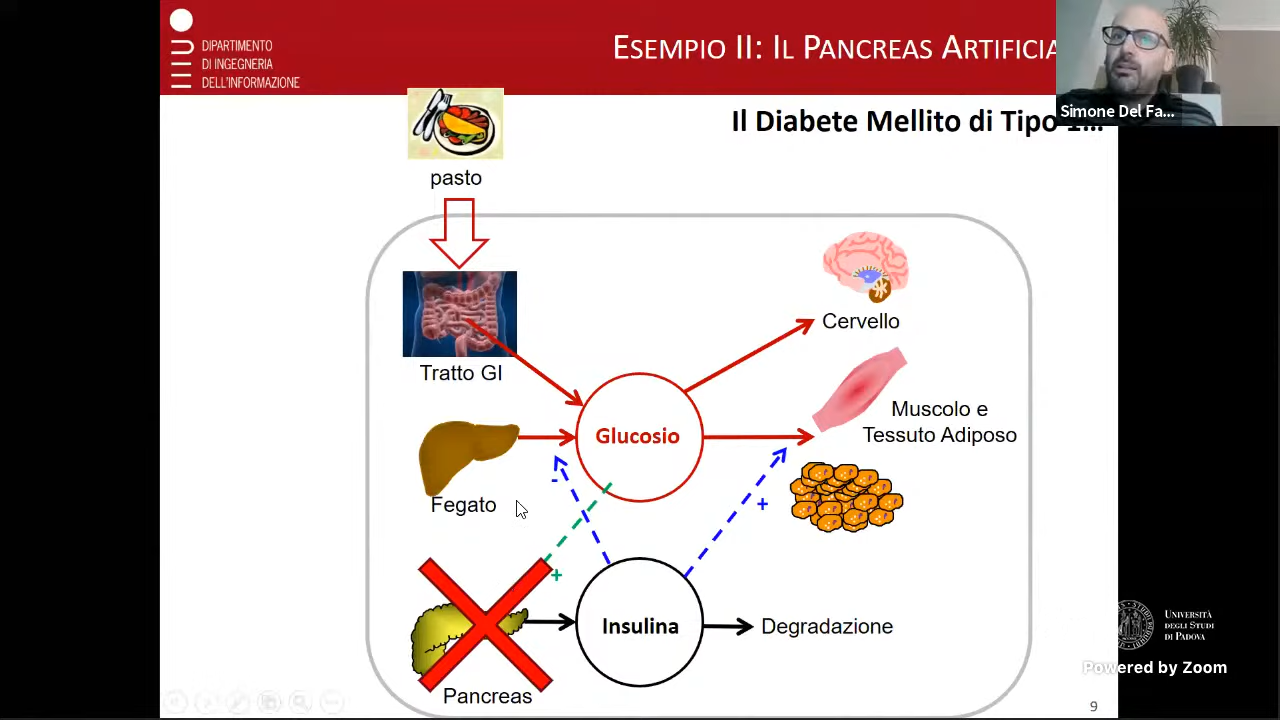 DIPARTIMENTO
DI INGEGNERIA
DELL'INFORMAZIONE
ESEMPIO II: IL PANCREAS ARTIFICIA
Simone Del Fa...
Il Diabete Mellito di Tipo 1...
pasto
Tratto GI
Cervello
Muscolo e
Tessuto Adiposo
Glucosio
Fegato
-
+
+
Insulina
Degradazione
Pancreas
UNIVERSITÀ
DEGLI STUDI
DI PADOVA
Powered by Zoom
9